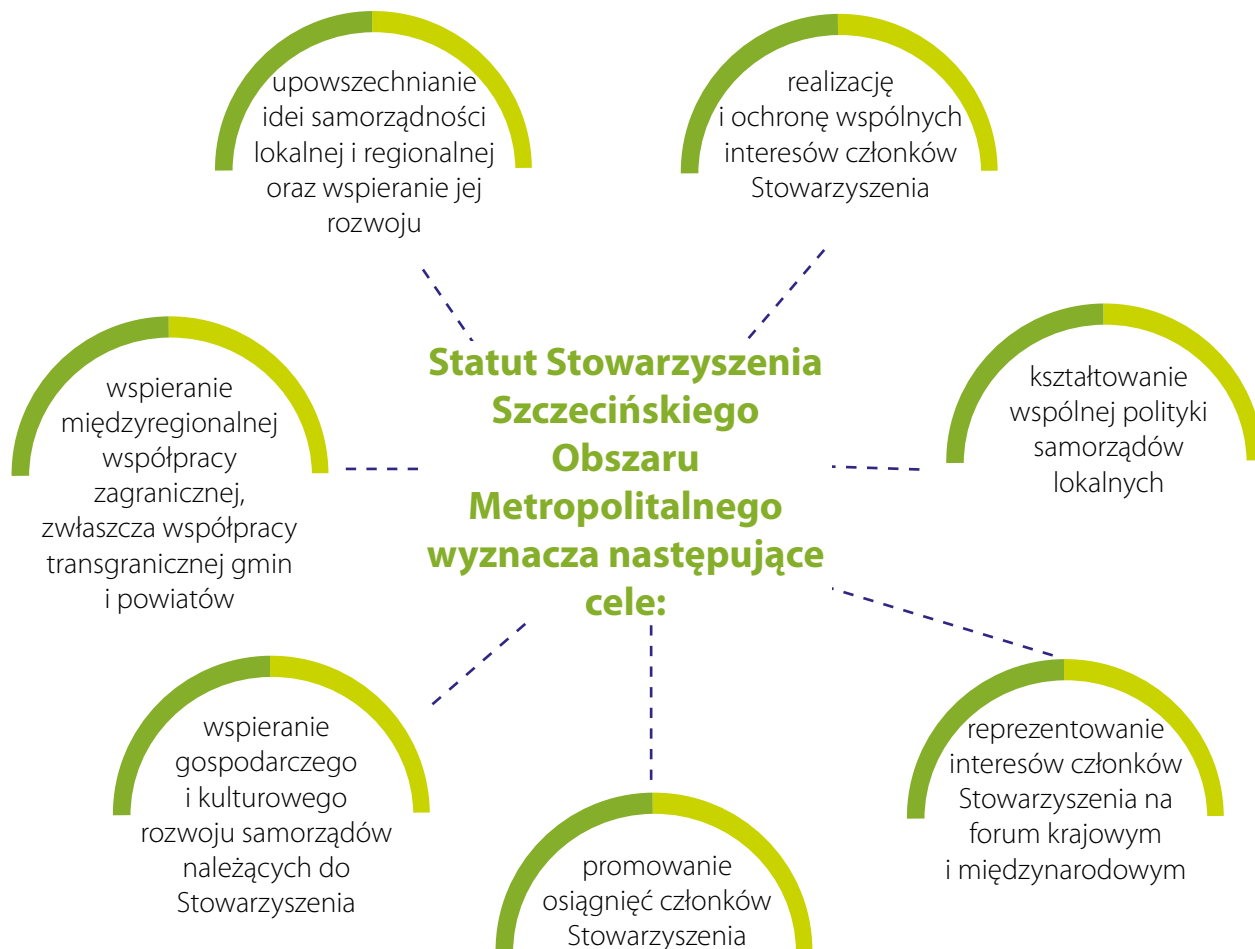 upowszechnianie
idei samorządności
lokalnej i regionalnej
oraz wspieranie jej
rozwoju
realizację
i ochronę wspólnych
interesów członków
Stowarzyszenia
Statut Stowarzyszenia
Szczecińskiego
Obszaru
Metropolitalnego
wyznacza następujące
cele:
wspieranie
międzyregionalnej
współpracy
zagranicznej,
zwłaszcza współpracy
transgranicznej gmin
i powiatów
kształtowanie
wspólnej polityki
samorządów
lokalnych
wspieranie
gospodarczego
i kulturowego
rozwoju samorządów
należących do
Stowarzyszenia
promowanie
osiągnięć członków
Stowarzyszenia
reprezentowanie
interesów członków
Stowarzyszenia na
forum krajowym
i międzynarodowym